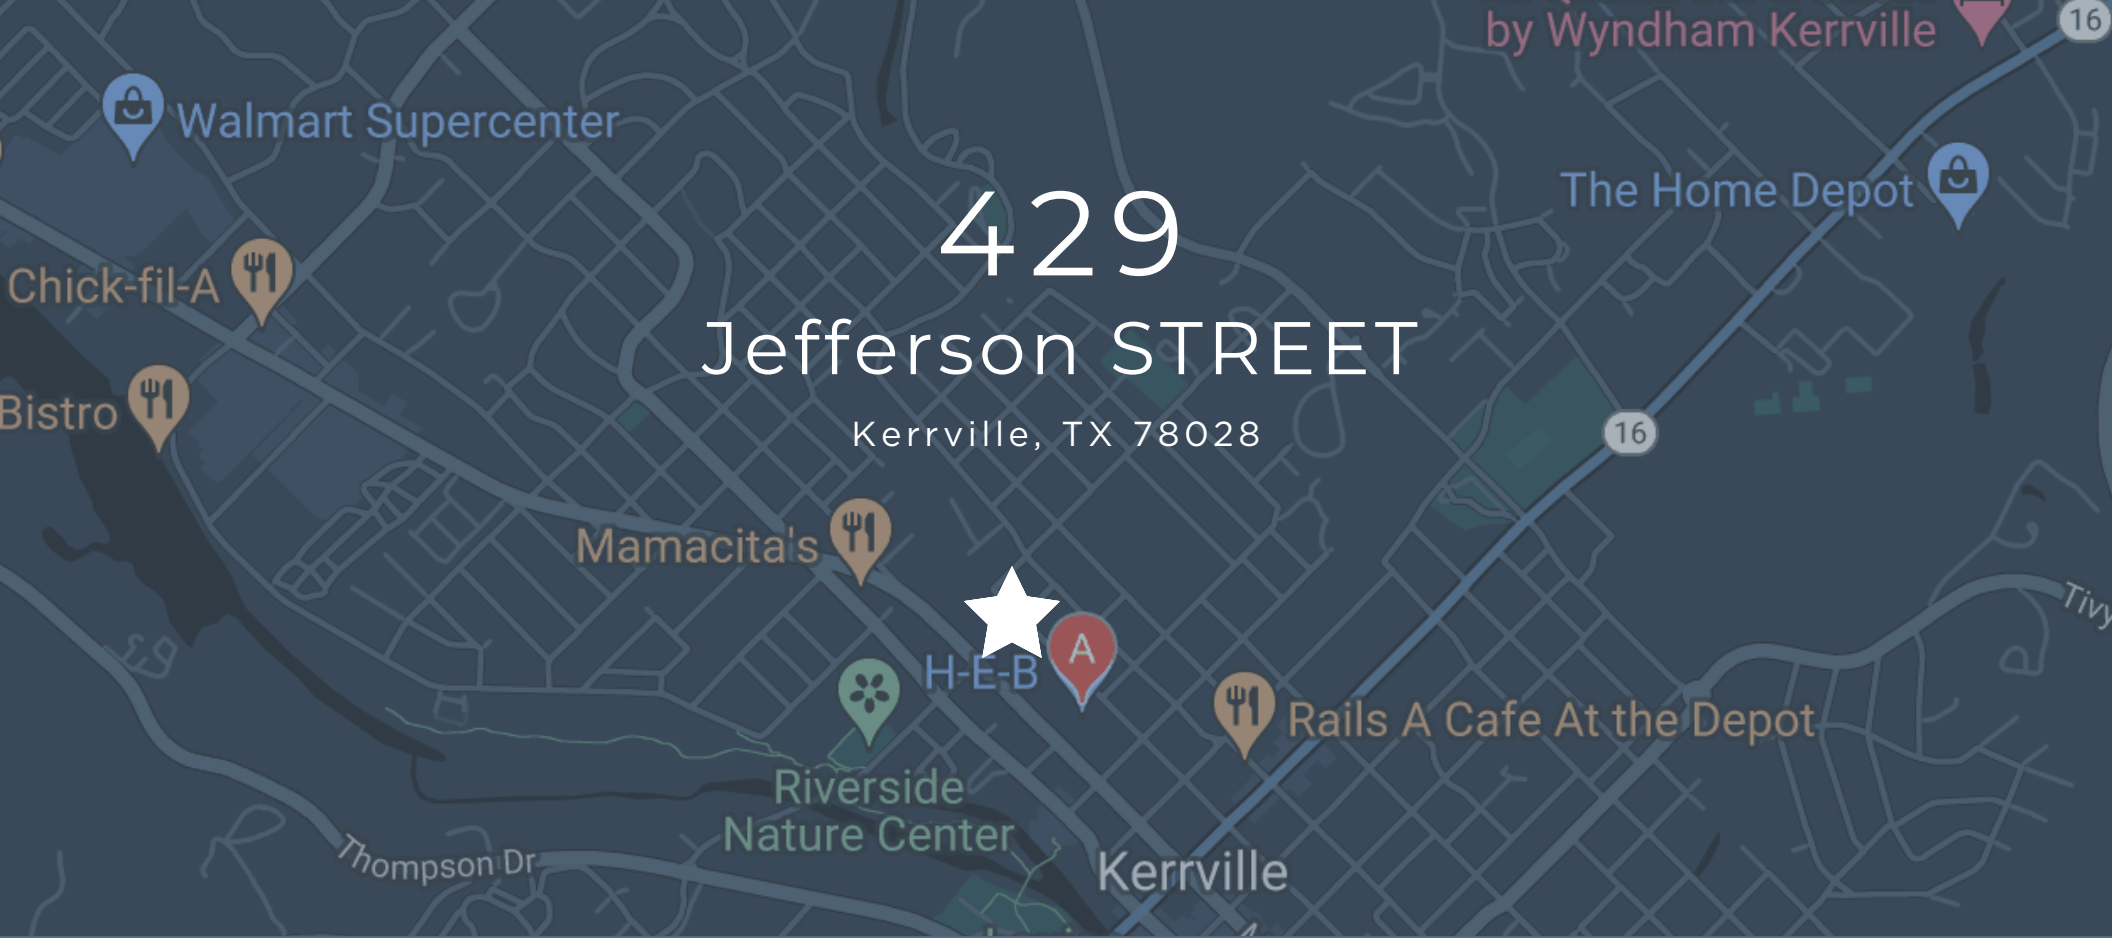 by Wyndham Kerrville
16
Walmart Supercenter
The Home Depot
429
Chick-fil-A
Jefferson STREET
Bistro
16
Kerrville, TX 78028
Mamacita's
Tivy
A
H-E-B
Rails A Cafe At the Depot
Riverside
Nature Center
Thompson Dr
Kerrville